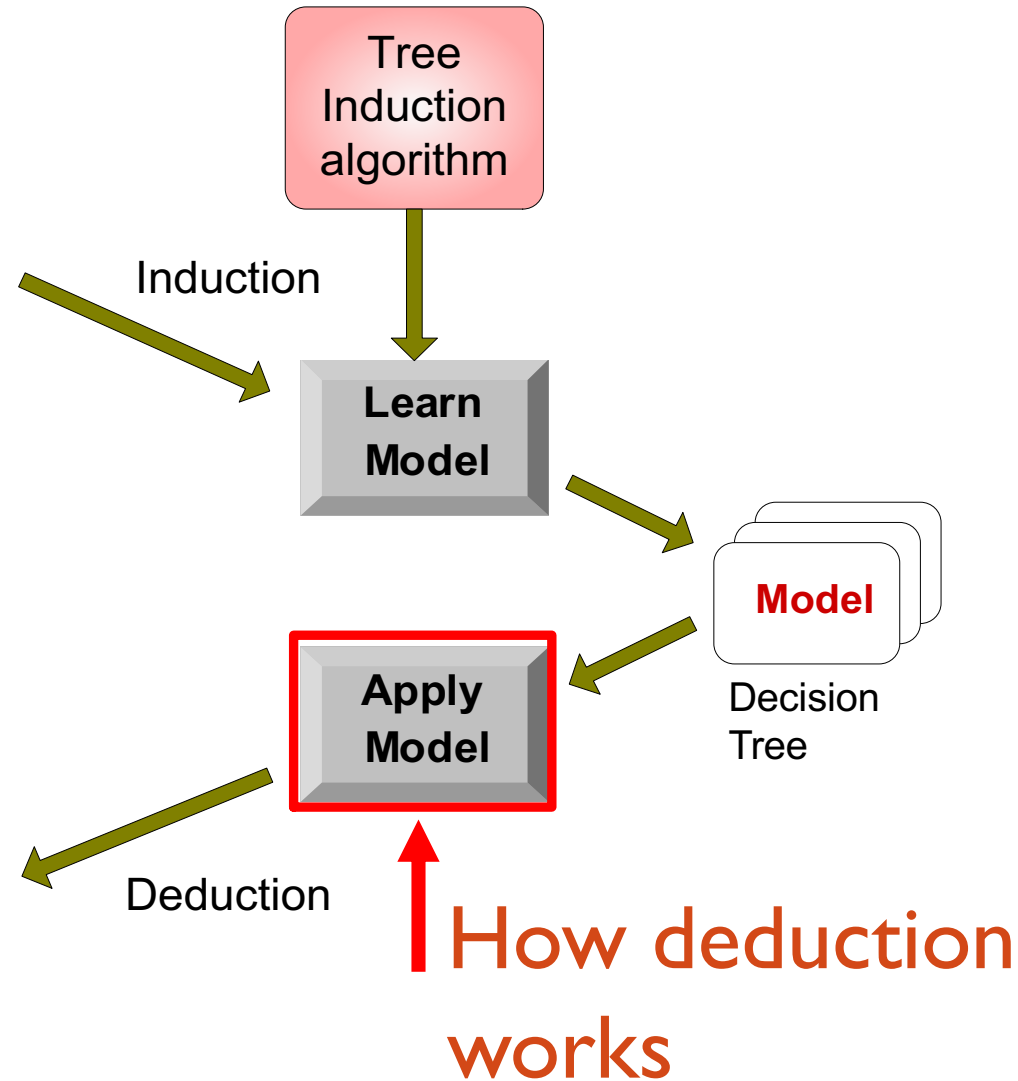 Tree
Induction
algorithm
Induction
Learn
Model
Model
Decision
Tree
Apply
Model
Deduction
How deduction
works